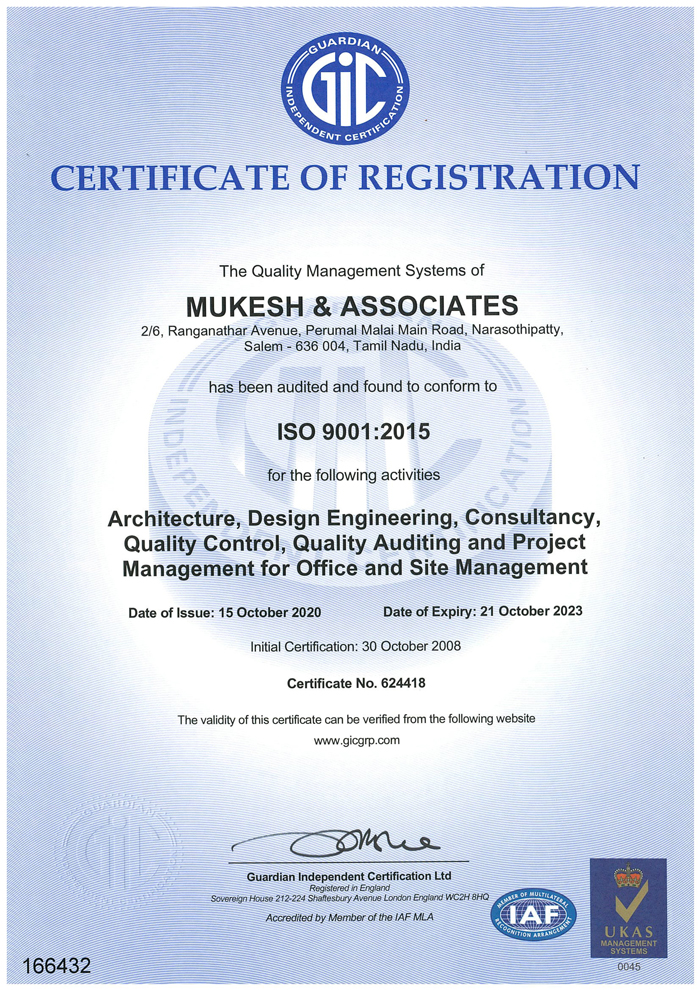 GUARDIAN
GIC
INDEPENDENT CERTIFICATION
CERTIFICATE OF REGISTRATION
The Quality Management Systems of
MUKESH & ASSOCIATES
2/6, Ranganathar Avenue, Perumal Malai Main Road, Narasothipatty,
Salem - 636 004, Tamil Nadu, India
has been audited and found to conform to
ISO 9001:2015
for the following activities
Architecture, Design Engineering, Consultancy,
Quality Control, Quality Auditing and Project
Management for Office and Site Management
Date of Issue: 15 October 2020 Date of Expiry: 21 October 2023
Initial Certification: 30 October 2008
Certificate No. 624418
The validity of this certificate can be verified from the following website
www.gicgrp.com
GUARDIAN
GIC
Guardian Independent Certification Ltd
Registered in England
Sovereign House 212-224 Shaftesbury Avenue London England WC2H 8HQ
Accredited by Member of the IAF MLA
MEMBER OF MULTILATERAL
IAF
RECOGNITION ARRANGEMENT
UKAS
MANAGEMENT
SYSTEMS
0045
166432